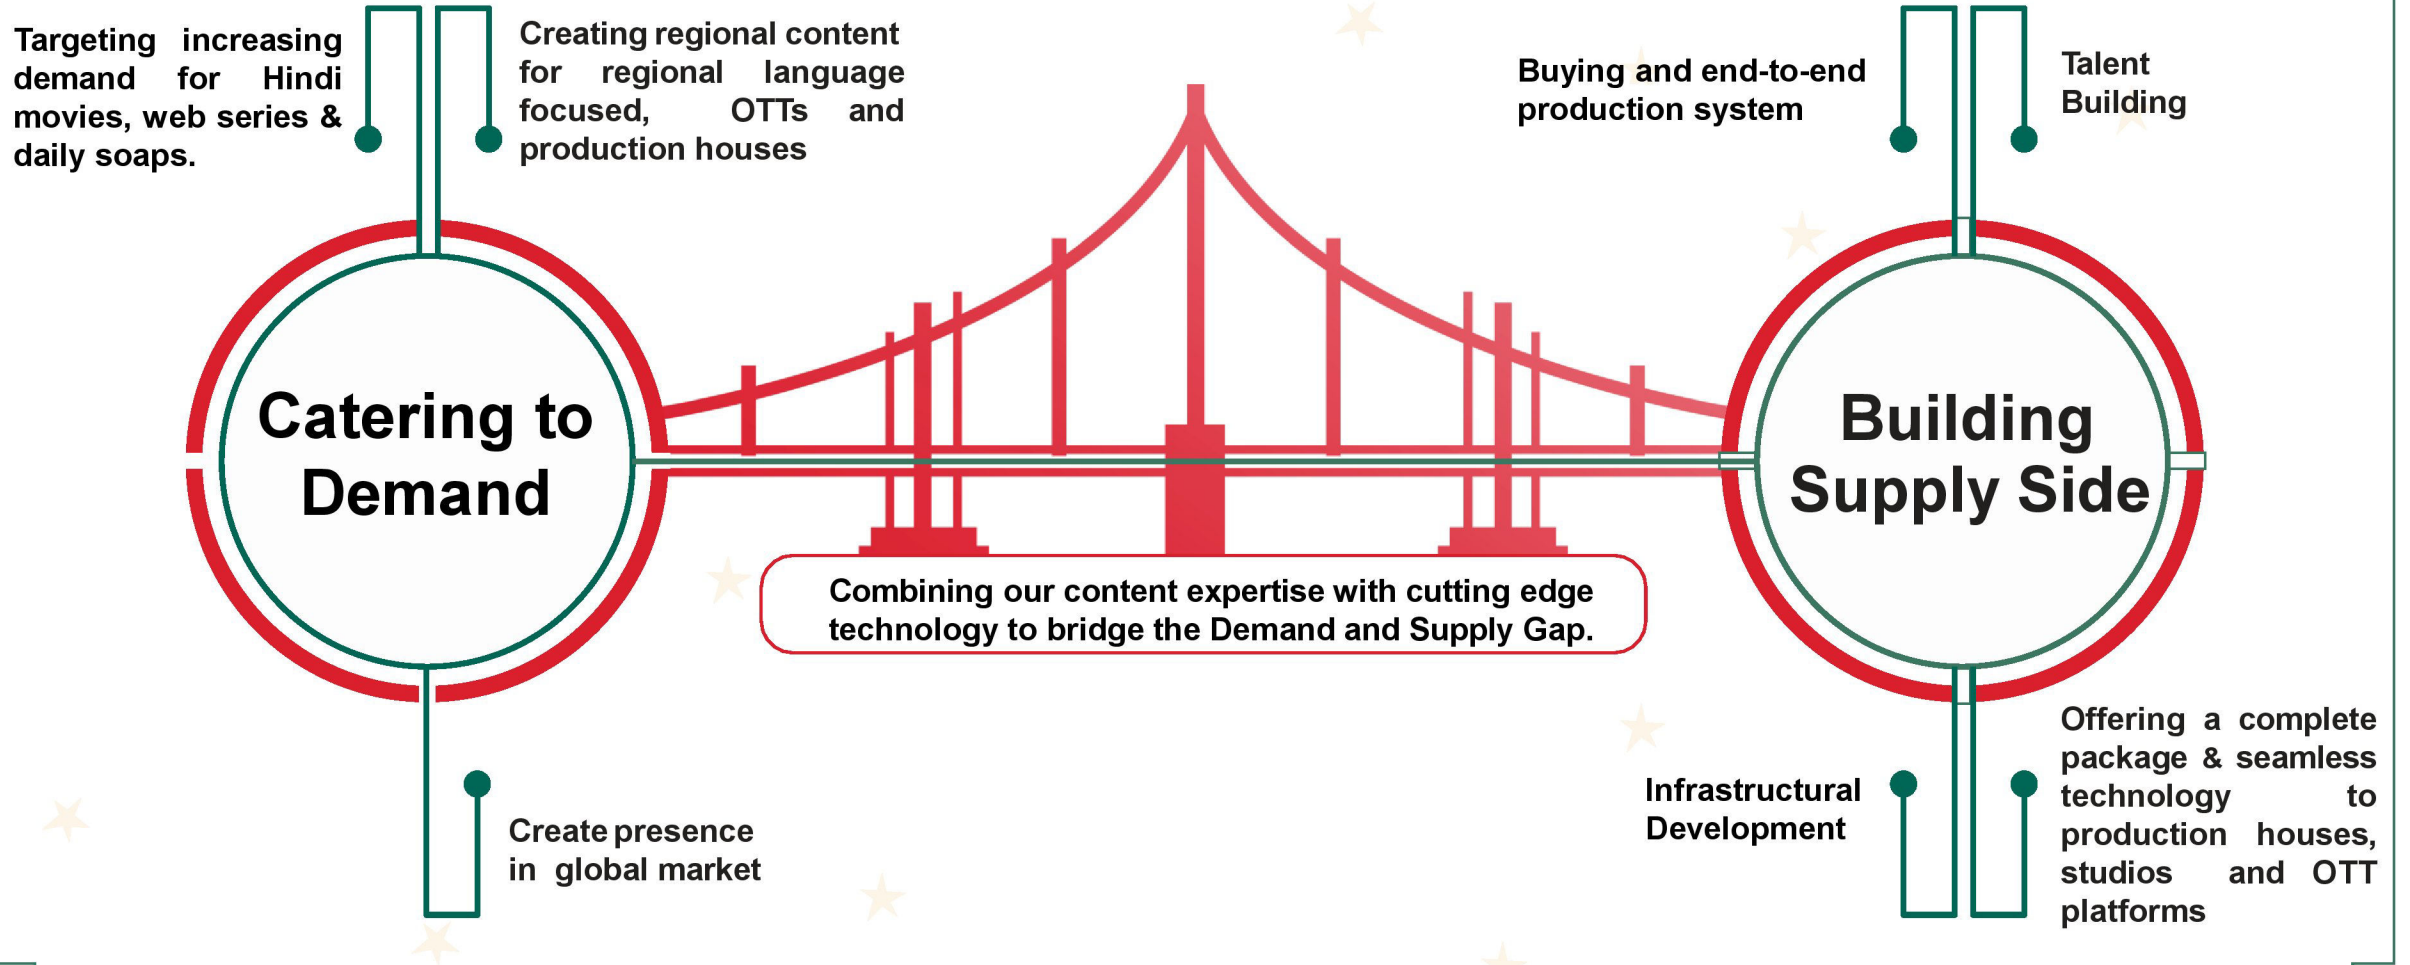 Targeting increasing
demand for Hindi
movies, web series &
daily soaps.
Creating regional content
for regional language
focused, OTTs and
production houses
Buying and end-to-end
production system
Talent
Building
Catering to
Demand
Building
Supply Side
Combining our content expertise with cutting edge
technology to bridge the Demand and Supply Gap.
Create presence
in global market
Infrastructural
Development
Offering a complete
package & seamless
technology to
production houses,
studios and OTT
platforms